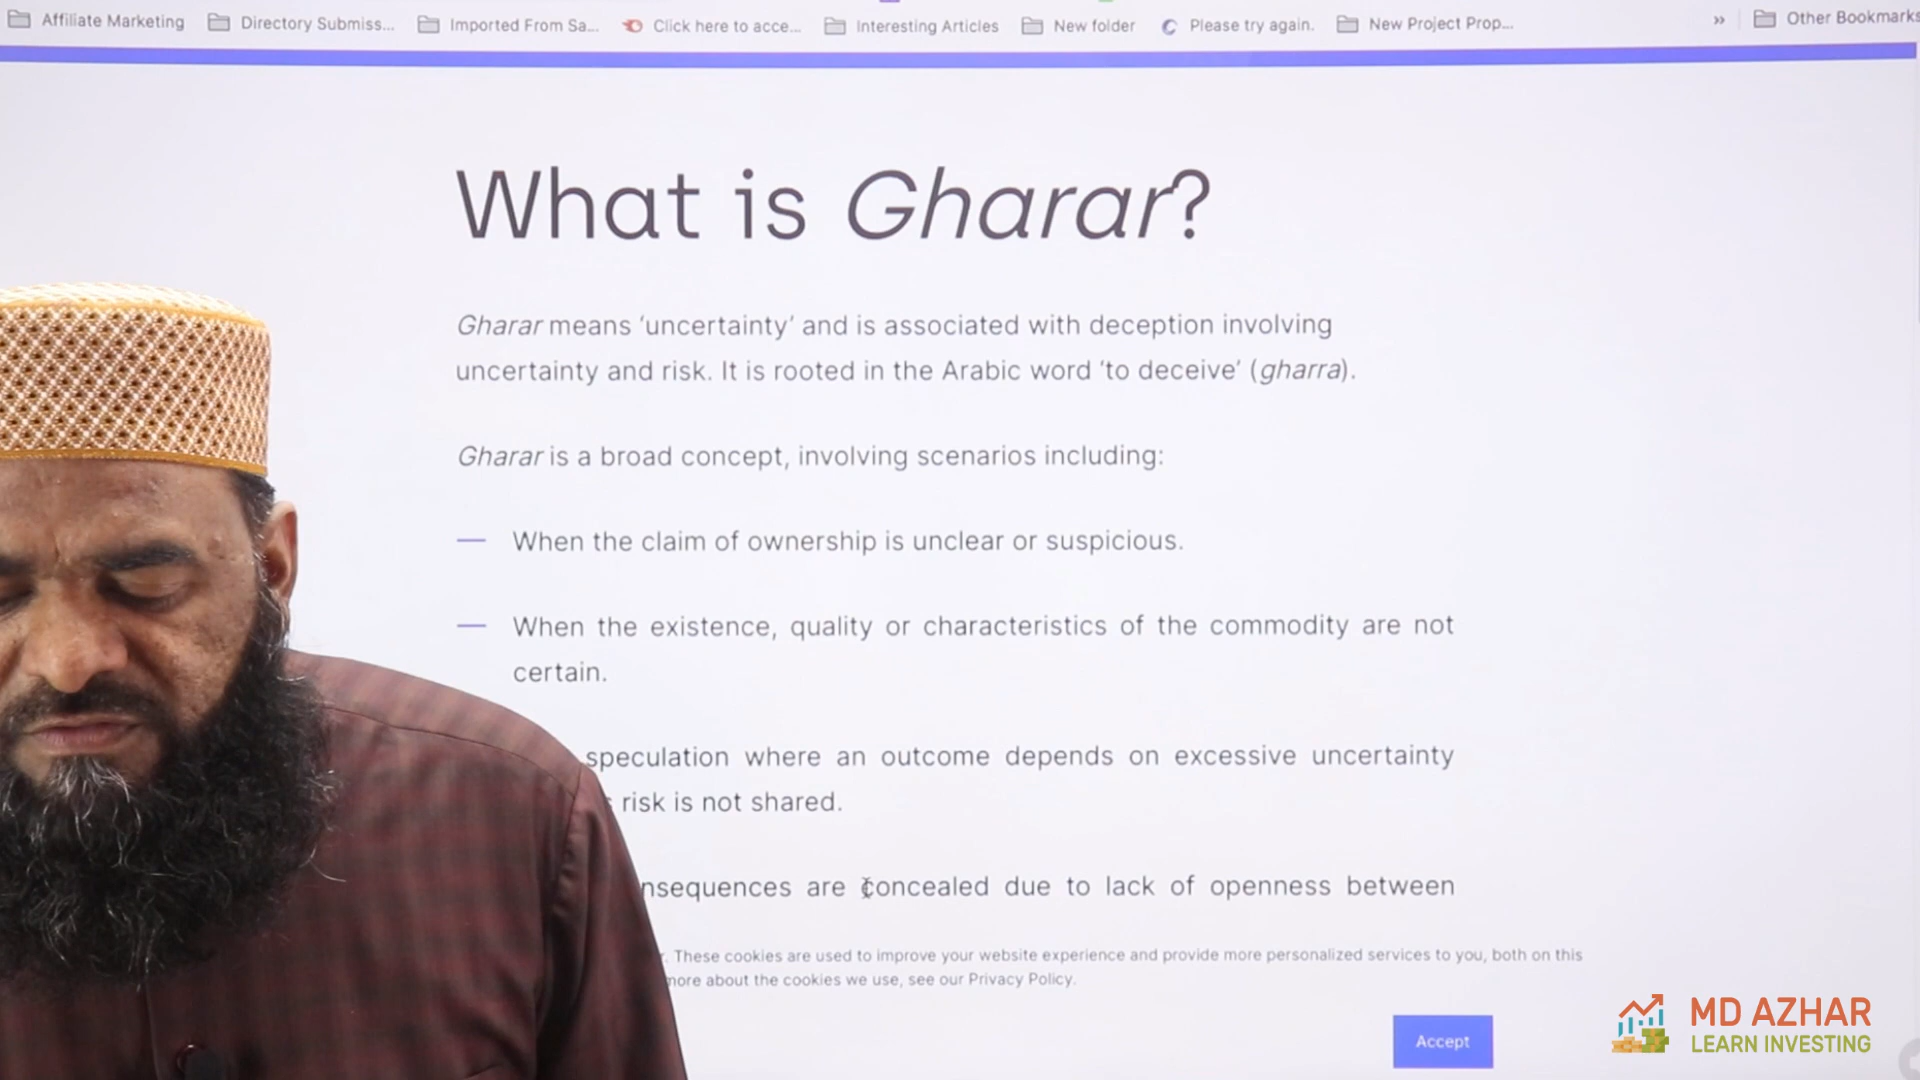 Affiliate Marketing
Directory Submiss...
Imported From Sa...
Click here to acce...
Interesting Articles
New folder
Please try again.
New Project Prop...
»
Other Bookmarks
What is Gharar?
Gharar means ‘uncertainty’ and is associated with deception involving
uncertainty and risk. It is rooted in the Arabic word ‘to deceive’ (gharra).
Gharar is a broad concept, involving scenarios including:
— When the claim of ownership is unclear or suspicious.
— When the existence, quality or characteristics of the commodity are not
certain.
speculation where an outcome depends on excessive uncertainty
risk is not shared.
nsequences are concealed due to lack of openness between
These cookies are used to improve your website experience and provide more personalized services to you, both on this
more about the cookies we use, see our Privacy Policy.
Accept
MD AZHAR
LEARN INVESTING